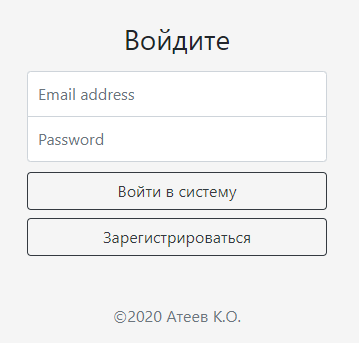 Войдите
Email address
Password
Войти в систему
Зарегистрироваться
©2020 Атеев К.О.